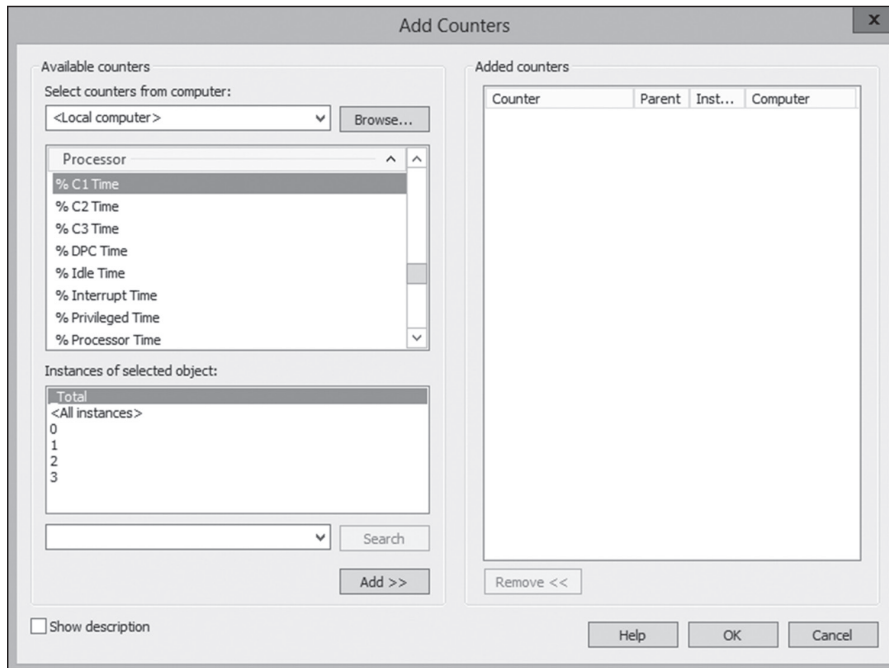 Add Counters
x
Available counters
Select counters from computer:
<Local computer>
Browse...
Processor
% C1 Time
% C2 Time
% C3 Time
% DPC Time
% Idle Time
% Interrupt Time
% Privileged Time
% Processor Time
Instances of selected object:
_Total
<All instances>
0
1
2
3
Search
Add >>
Show description
Added counters
Counter Parent Inst... Computer
Remove <<
Help OK Cancel